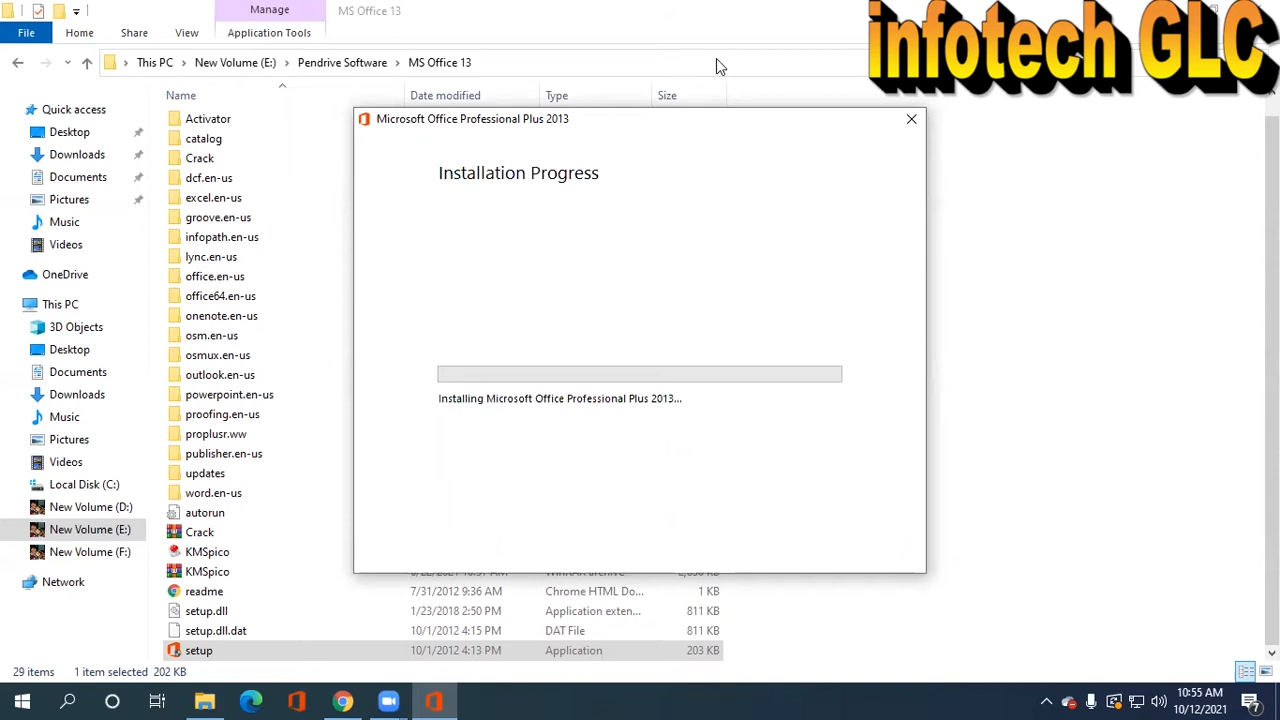 Manage
MS Office 13
infotech GLC
File
Home
Share
View
Application Tools
This PC
New Volume (E:)
Pendrive Software
MS Office 13
Name
Date modified
Type
Size
Quick access
Desktop
Downloads
Documents
Pictures
Music
Videos
OneDrive
This PC
3D Objects
Desktop
Documents
Downloads
Music
Pictures
Videos
Local Disk (C:)
New Volume (D:)
New Volume (E:)
New Volume (F:)
Network
Activator
catalog
Crack
dcf.en-us
excel.en-us
groove.en-us
infopath.en-us
lync.en-us
office.en-us
office64.en-us
onenote.en-us
osm.en-us
osmux.en-us
outlook.en-us
powerpoint.en-us
proofing.en-us
proplusr.ww
publisher.en-us
updates
word.en-us
autorun
Crack
KMSpico
KMSpico
readme 7/31/2012 9:36 AM Chrome HTML Do... 1 KB
setup.dll 1/23/2018 2:50 PM Application exten... 811 KB
setup.dll.dat 10/1/2012 4:15 PM DAT File 811 KB
setup 10/1/2012 4:13 PM Application 203 KB
Microsoft Office Professional Plus 2013
Installation Progress
Installing Microsoft Office Professional Plus 2013...
29 items 1 item selected 202 KB
10:55 AM
10/12/2021
7